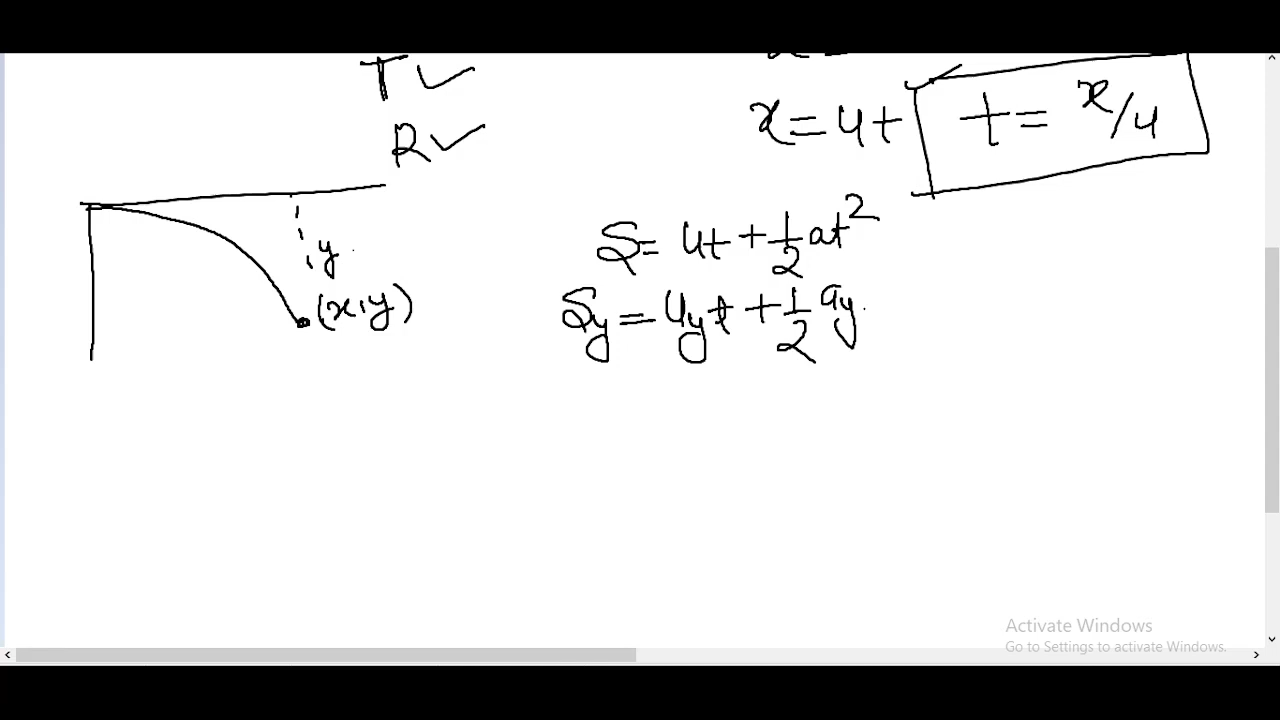 T ✓
R ✓
x = ut
t = x/u
y
(x, y)
S = ut + 1/2 at²
Sy = uyt + 1/2 ay
Activate Windows
Go to Settings to activate Windows.